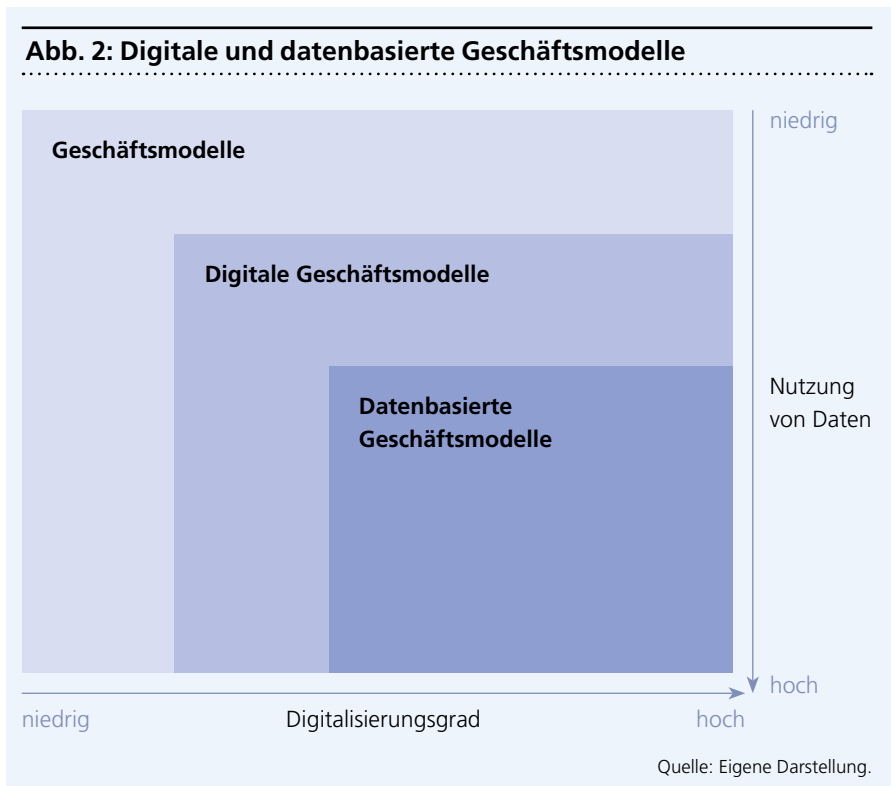 Abb. 2: Digitale und datenbasierte Geschäftsmodelle
niedrig
Geschäftsmodelle
Digitale Geschäftsmodelle
Datenbasierte
Geschäftsmodelle
Nutzung
von Daten
hoch
niedrig
Digitalisierungsgrad
hoch
Quelle: Eigene Darstellung.